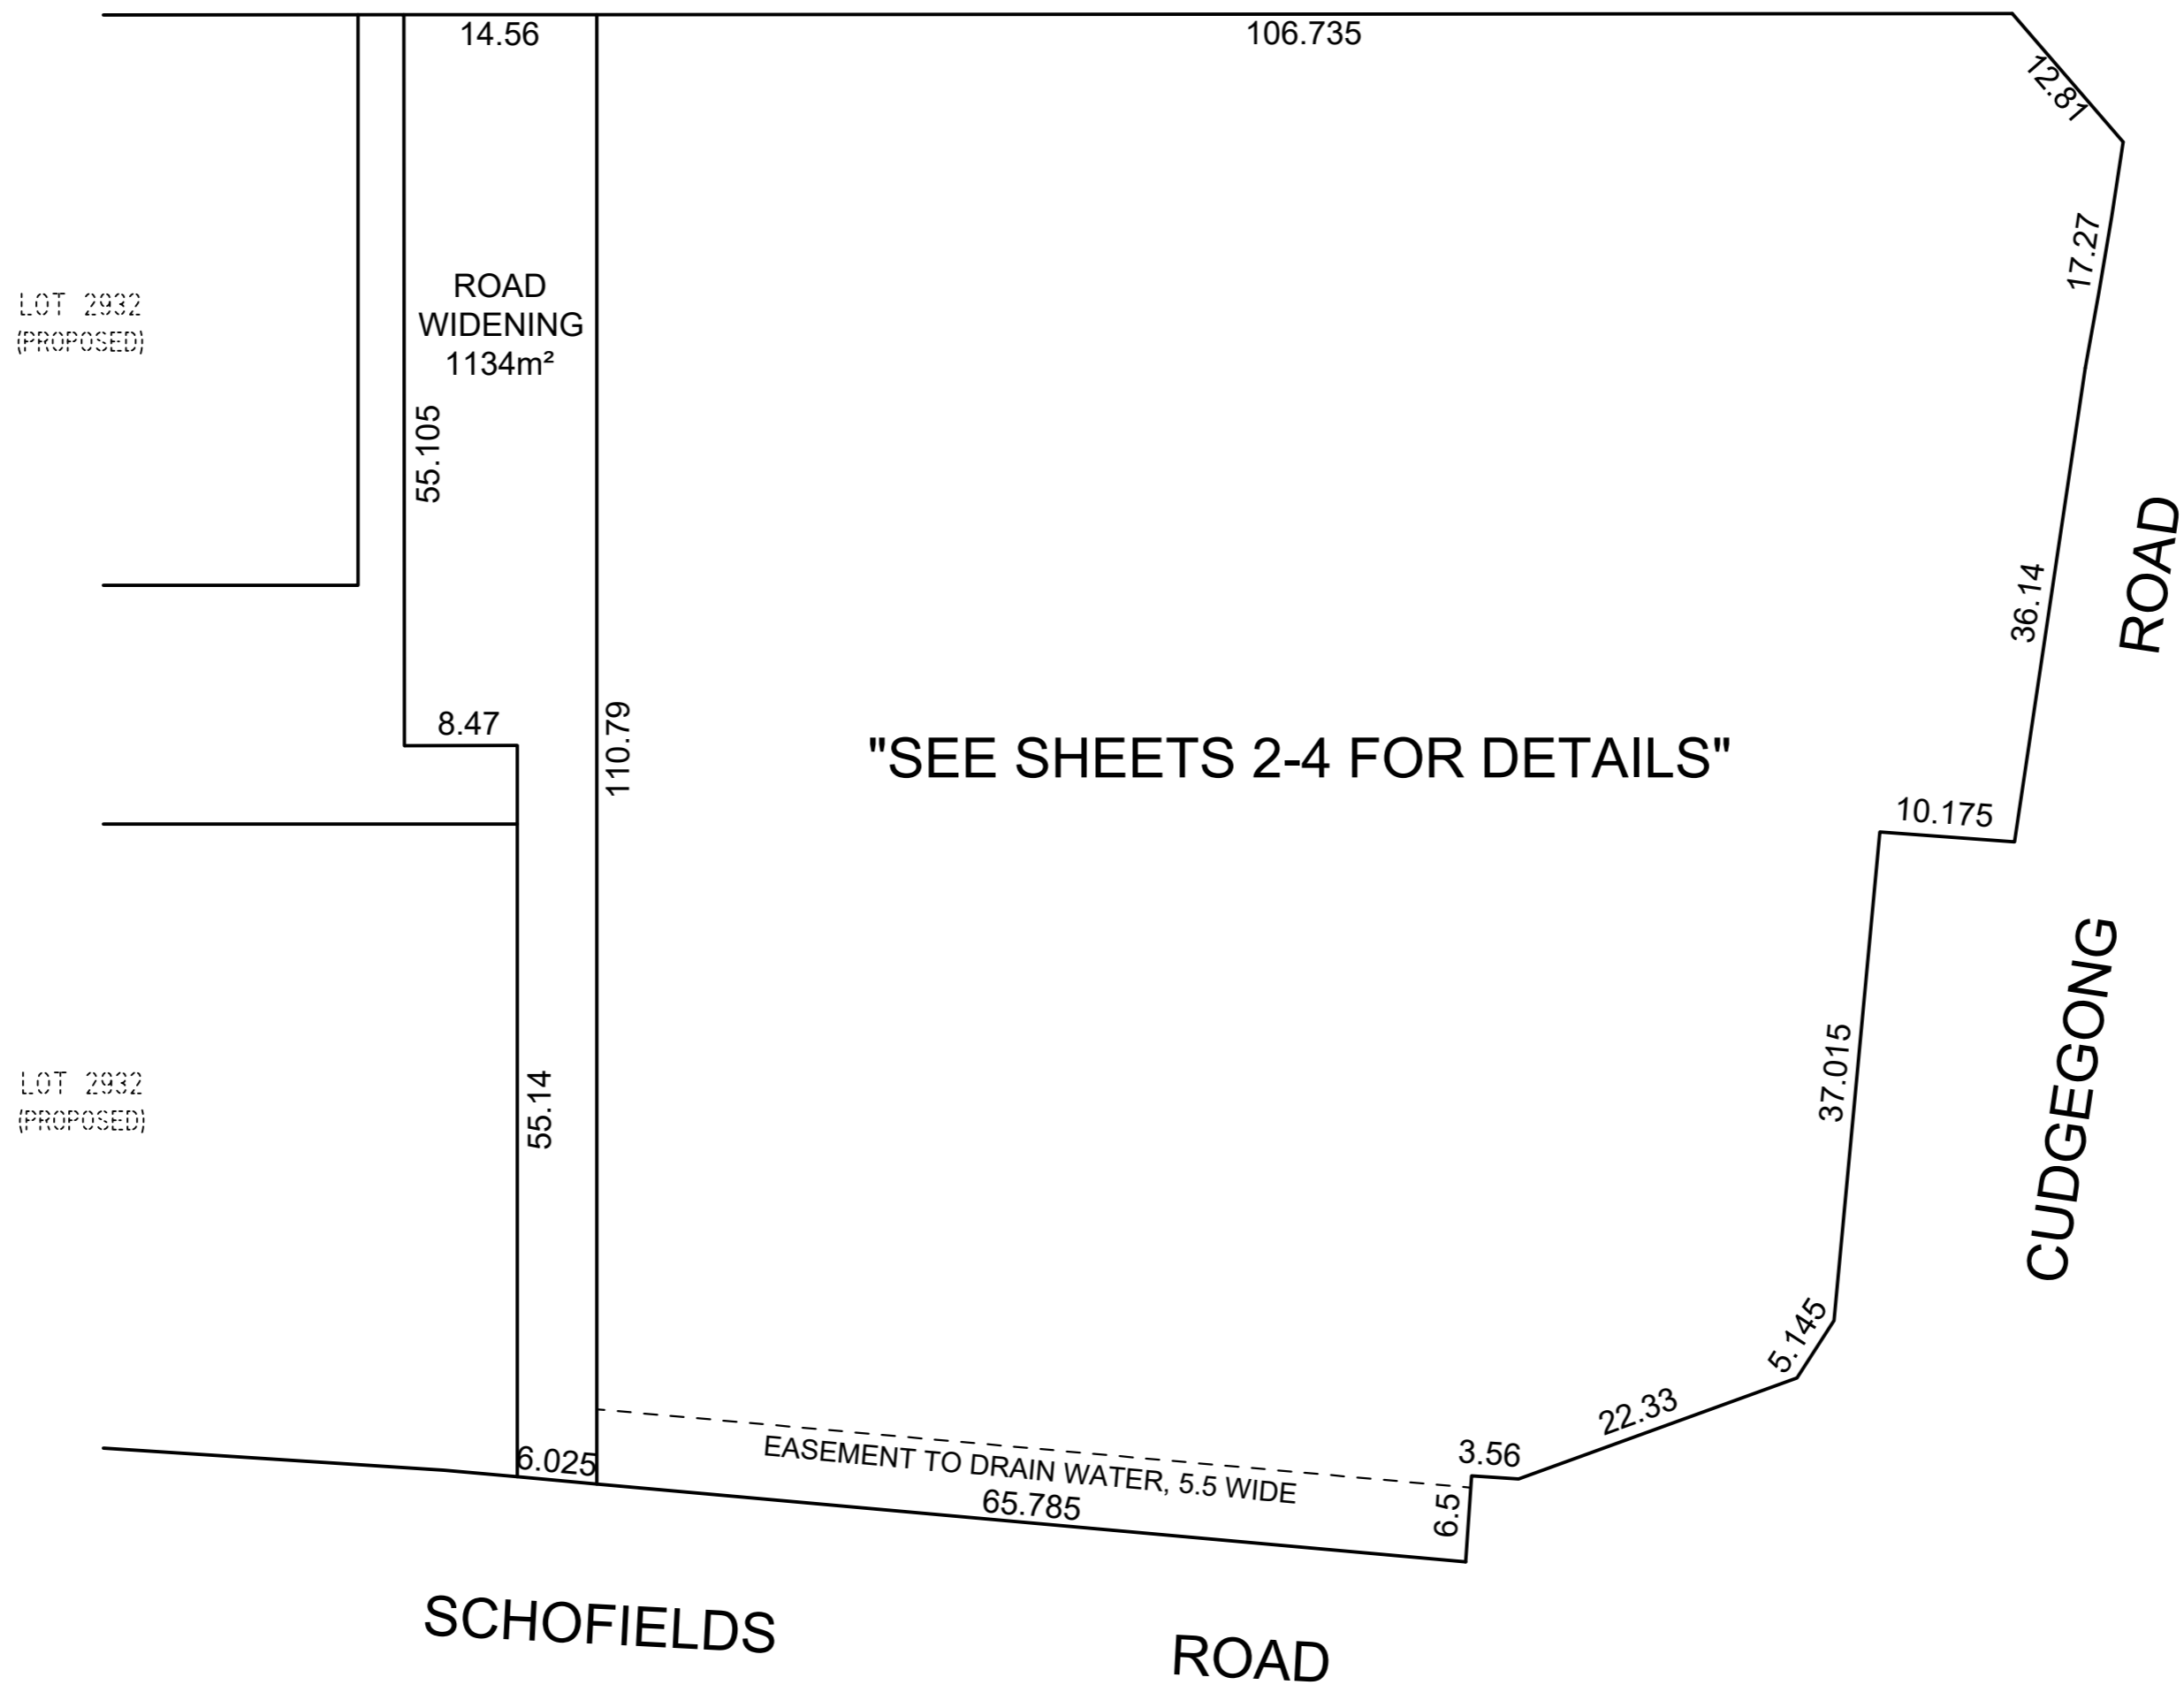 14.56
106.735
12.81
17.27
LOT 2932
(PROPOSED)
ROAD
WIDENING
1134m²
55.105
36.14
ROAD
8.47
110.79
"SEE SHEETS 2-4 FOR DETAILS"
10.175
CUDGEGONG
37.015
LOT 2932
(PROPOSED)
55.14
5.145
22.33
3.56
6.025
EASEMENT TO DRAIN WATER, 5.5 WIDE
65.785
6.5
SCHOFIELDS
ROAD